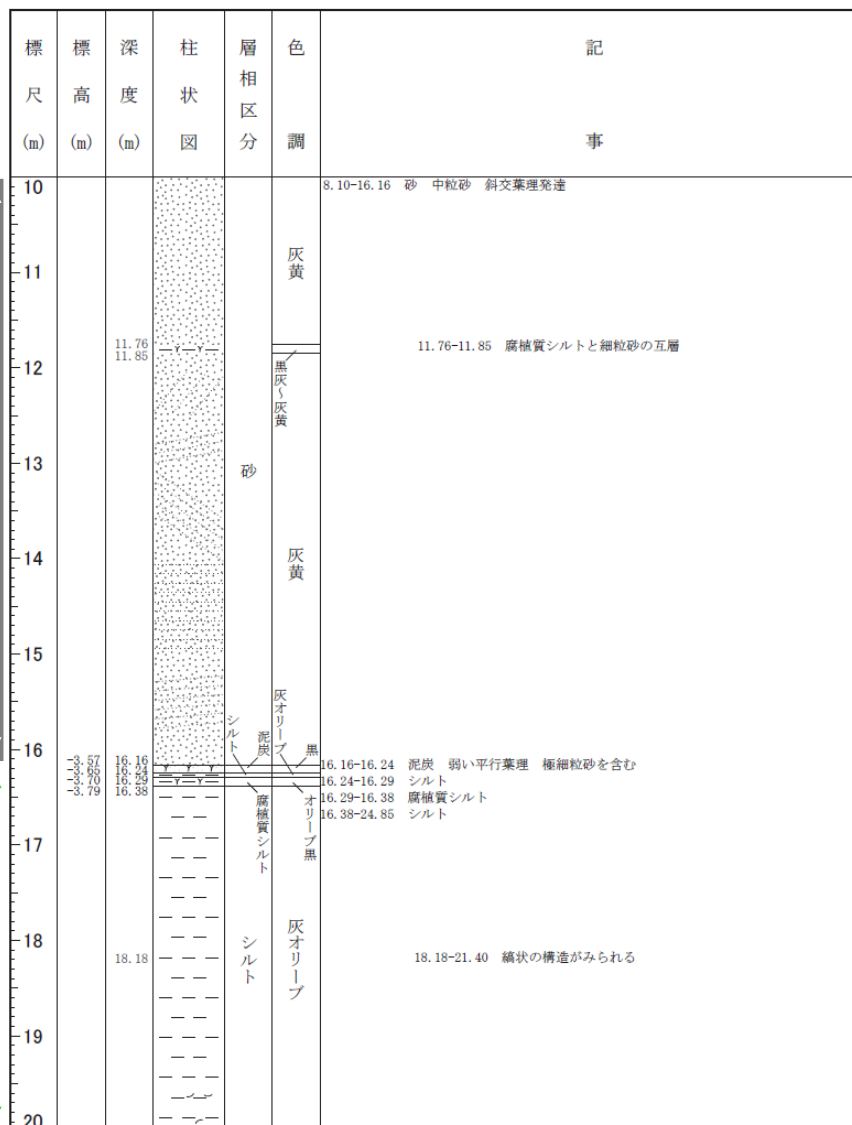 標尺(m)
標高(m)
深度(m)
柱状図
層相区分
色調
記事
10
8.10-16.16 砂 中粒砂 斜交葉理発達
灰黄
11
11.76
11.85
11.76-11.85 腐植質シルトと細粒砂の互層
12
黒灰～灰黄
13
砂
14
灰黄
15
シルト
泥炭
灰オリーブ
黒
16
-3.57 16.16
-3.65 16.24
-3.70 16.29
-3.79 16.38
16.16-16.24 泥炭 弱い平行葉理 極細粒砂を含む
16.24-16.29 シルト
16.29-16.38 腐植質シルト
16.38-24.85 シルト
腐植質シルト
オリーブ黒
17
18
シルト
灰オリーブ
18.18
18.18-21.40 縞状の構造がみられる
19
20